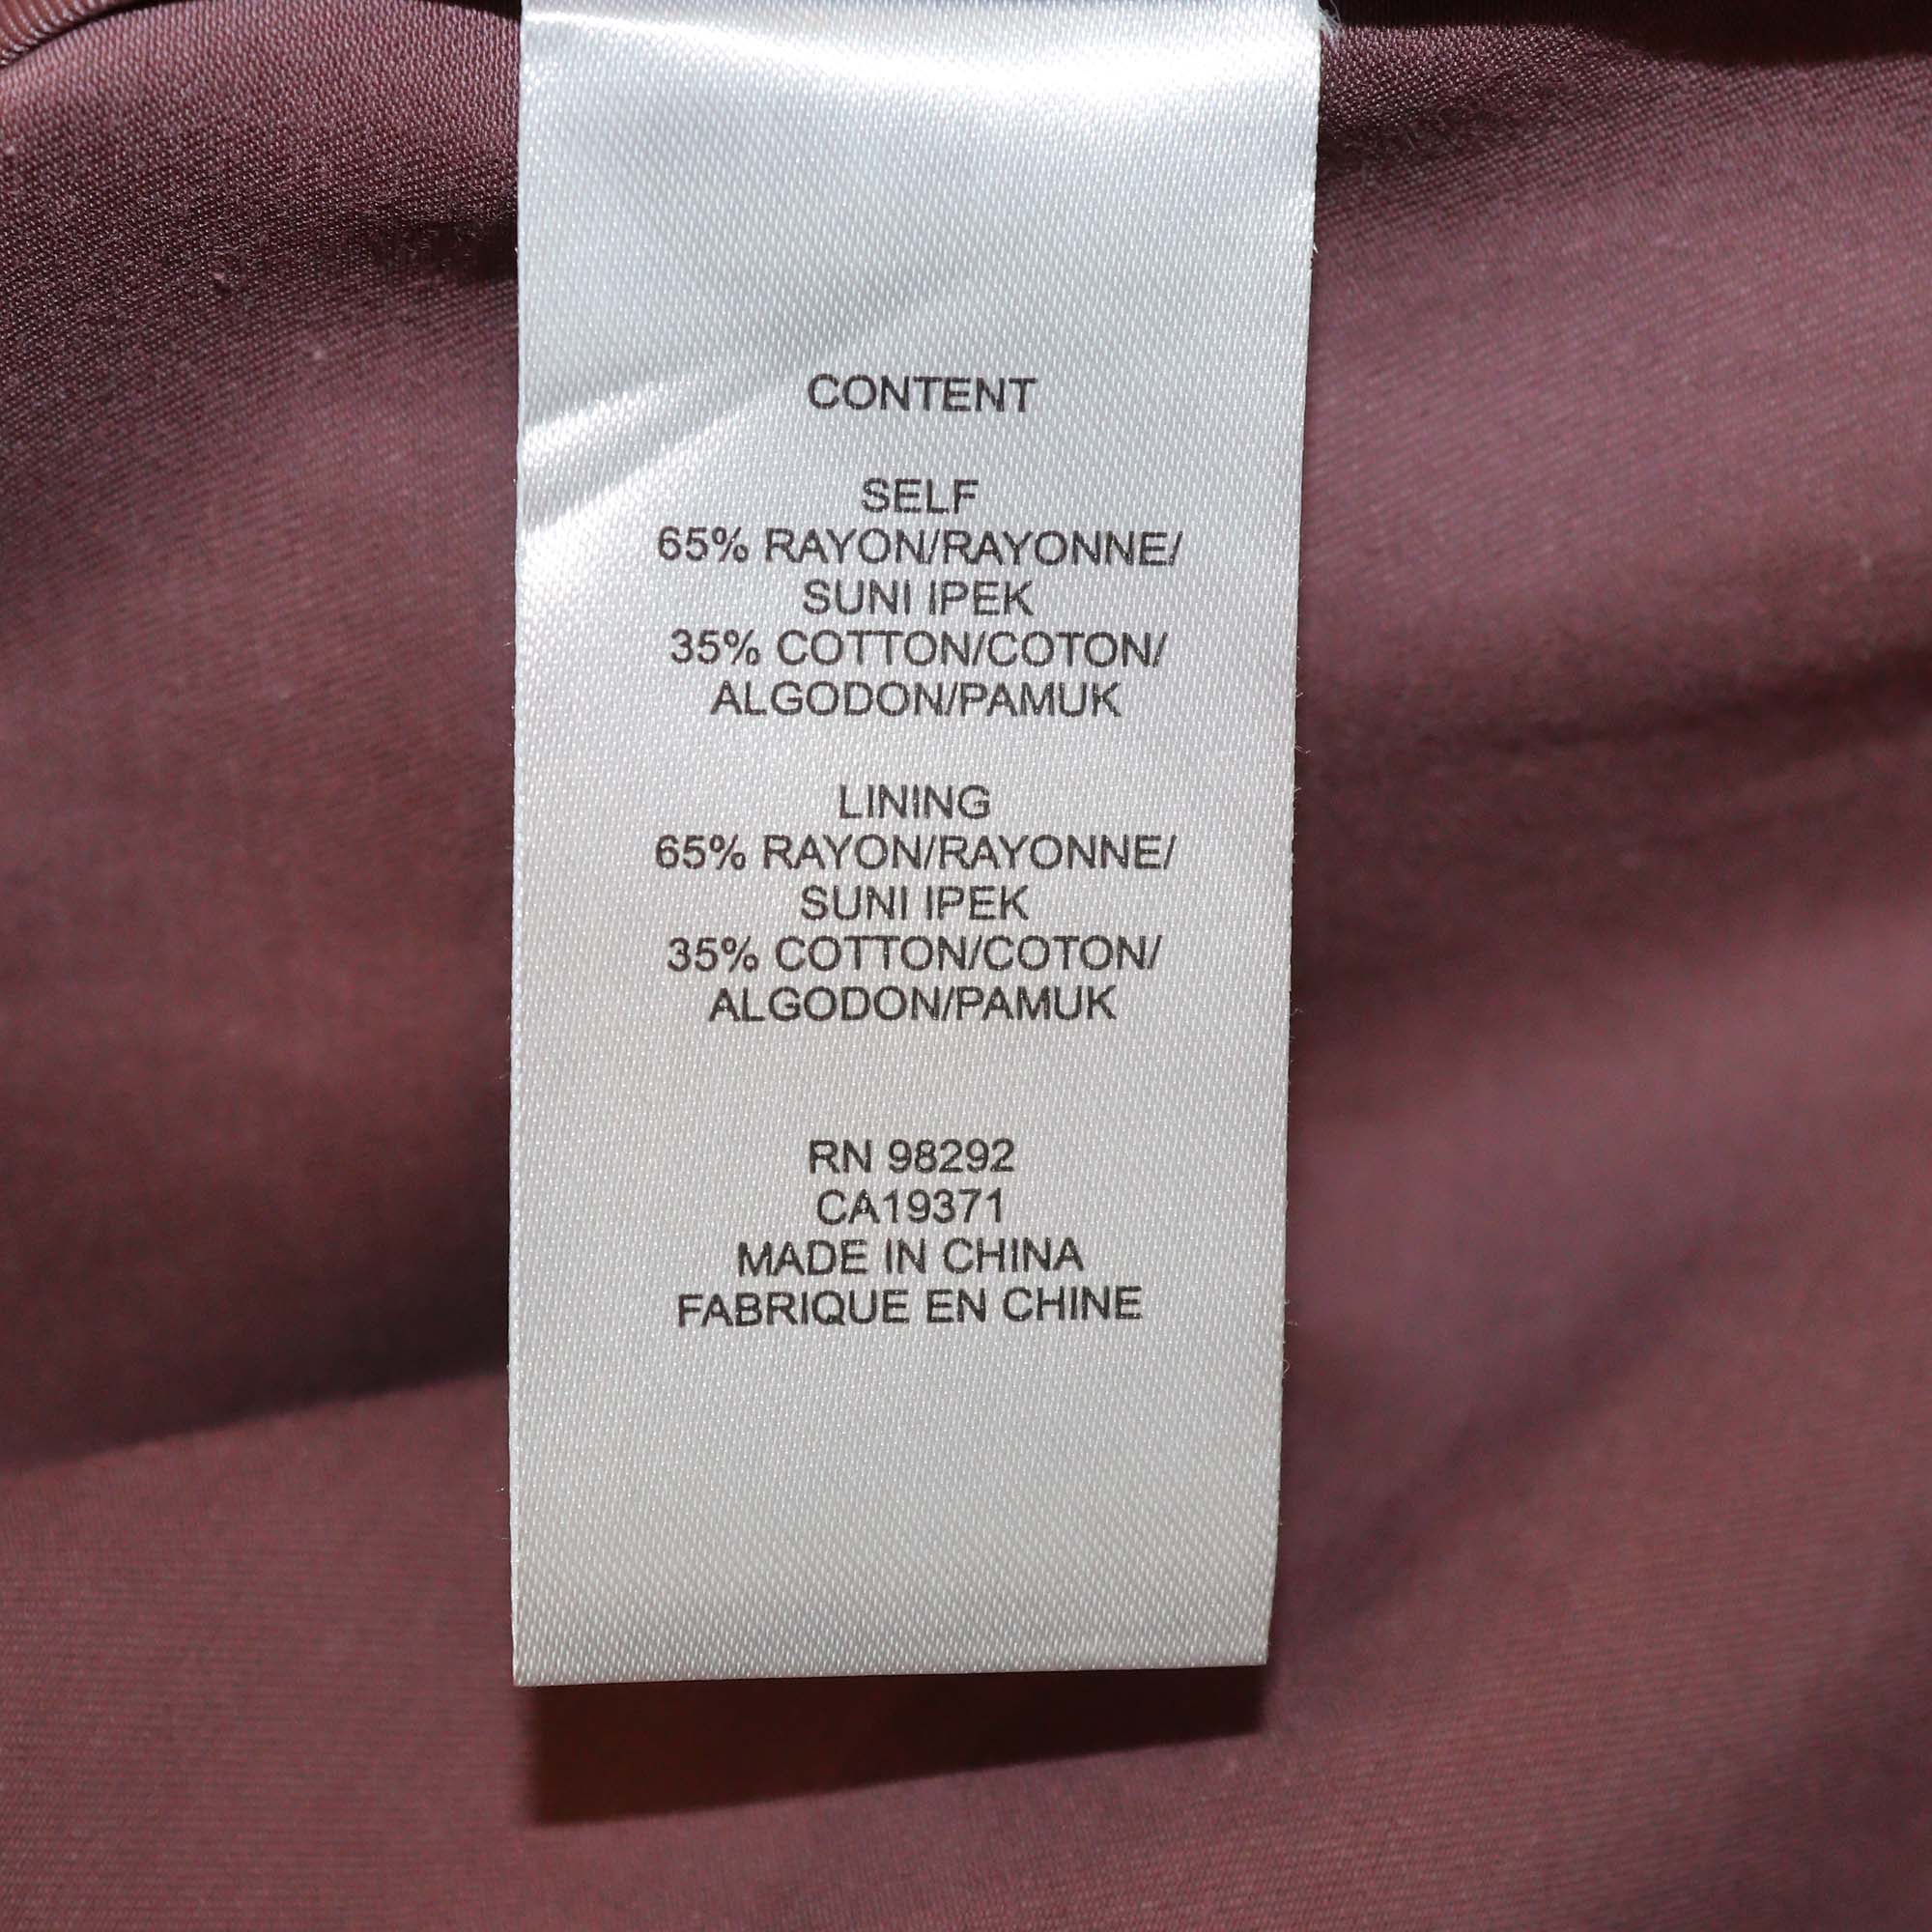 CONTENT
SELF
65% RAYON/RAYONNE/
SUNI IPEK
35% COTTON/COTON/
ALGODON/PAMUK
LINING
65% RAYON/RAYONNE/
SUNI IPEK
35% COTTON/COTON/
ALGODON/PAMUK
RN 98292
CA19371
MADE IN CHINA
FABRIQUE EN CHINE